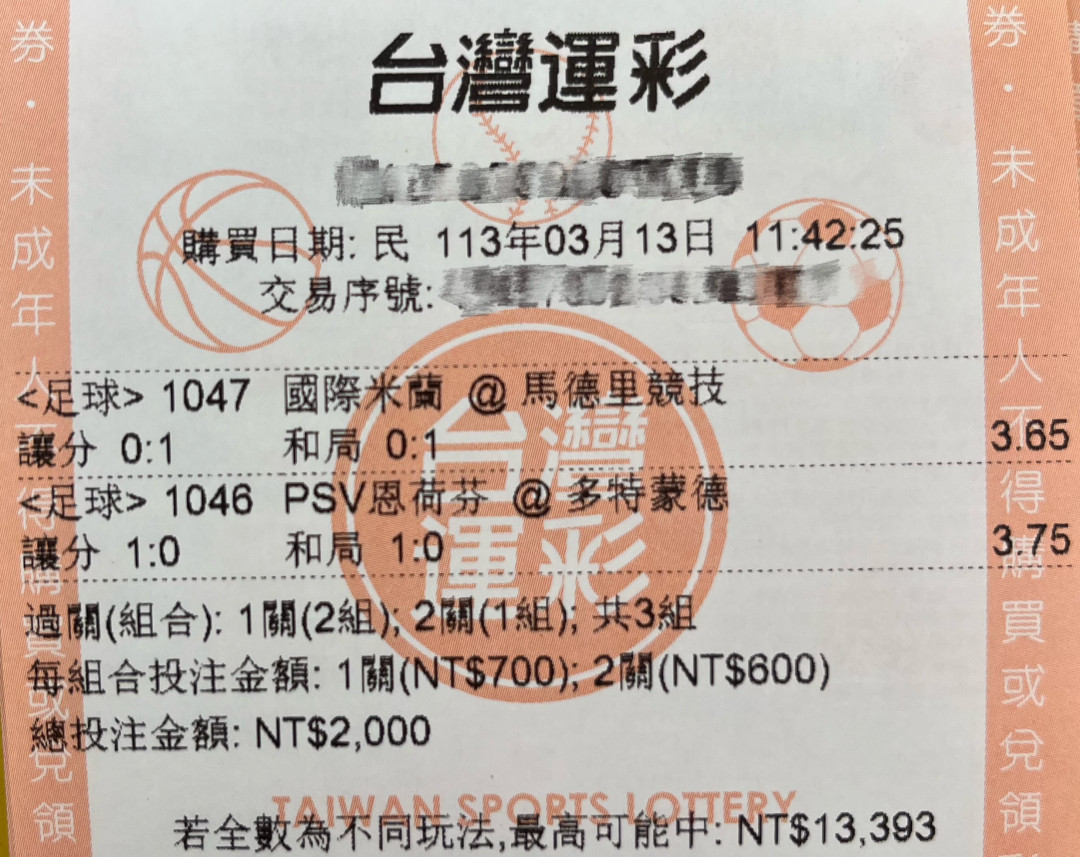 台灣運彩
購買日期: 民 113年03月13日 11:42:25
交易序號:
<足球> 1047 國際米蘭 @ 馬德里競技
讓分 0:1 和局 0:1 3.65
<足球> 1046 PSV恩荷芬 @ 多特蒙德
讓分 1:0 和局 1:0 3.75
過關(組合): 1關(2組); 2關(1組); 共3組
每組合投注金額: 1關(NT$700); 2關(NT$600)
總投注金額: NT$2,000
TAIWAN SPORTS LOTTERY
若全數為不同玩法,最高可能中: NT$13,393
台灣運彩
券・未成年人不得購買或兌領
券・未成年人不得購買或兌領